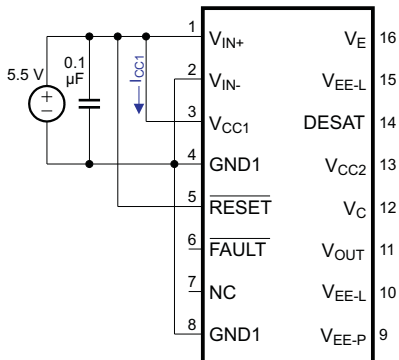 5.5 V
0.1
µF
I_CC1
1 V_IN+
2 V_IN-
3 V_CC1
4 GND1
5 RESET
6 FAULT
7 NC
8 GND1
V_E 16
V_EE-L 15
DESAT 14
V_CC2 13
V_C 12
V_OUT 11
V_EE-L 10
V_EE-P 9